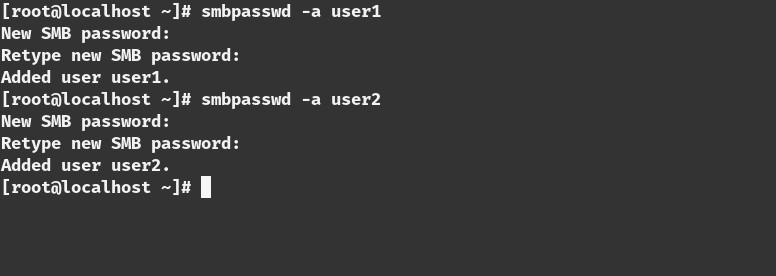 [root@localhost ~]# smbpasswd -a user1
New SMB password:
Retype new SMB password:
Added user user1.
[root@localhost ~]# smbpasswd -a user2
New SMB password:
Retype new SMB password:
Added user user2.
[root@localhost ~]#